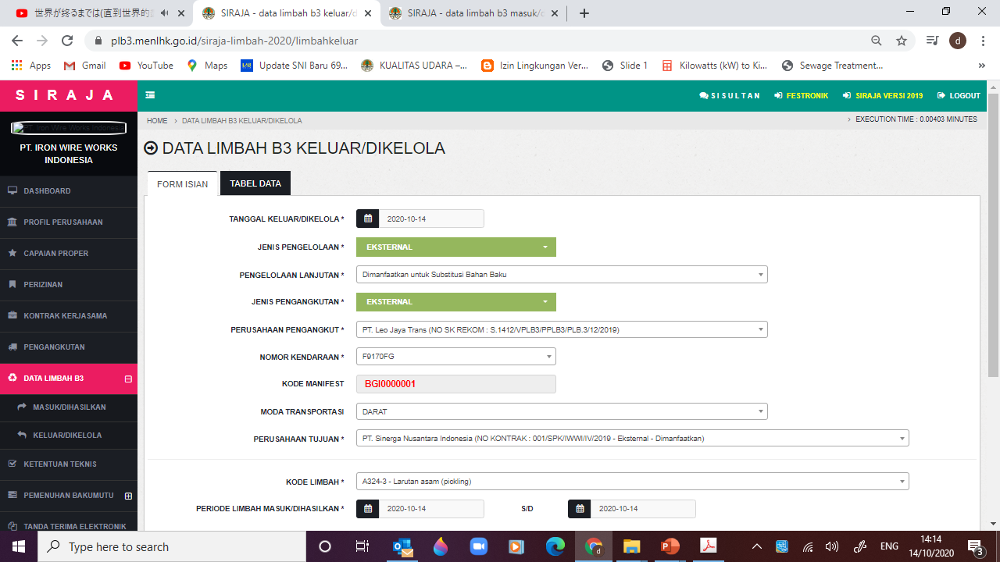 世界が终るまでは(直到世界的
SIRAJA - data limbah b3 keluar/d
SIRAJA - data limbah b3 masuk/d
plb3.menlhk.go.id/siraja-limbah-2020/limbahkeluar
d
Apps
Gmail
YouTube
Maps
Update SNI Baru 69...
KUALITAS UDARA –...
Izin Lingkungan Ver...
Slide 1
Kilowatts (kW) to Ki...
Sewage Treatment...
»
S I R A J A
S I S U L T A N
FESTRONIK
SIRAJA VERSI 2019
LOGOUT
PT. Iron Wire Works Indonesia
PT. IRON WIRE WORKS
INDONESIA
HOME > DATA LIMBAH B3 KELUAR/DIKELOLA
> EXECUTION TIME : 0.00403 MINUTES
DATA LIMBAH B3 KELUAR/DIKELOLA
FORM ISIAN
TABEL DATA
DASHBOARD
PROFIL PERUSAHAAN
CAPAIAN PROPER
PERIZINAN
KONTRAK KERJASAMA
PENGANGKUTAN
DATA LIMBAH B3
MASUK/DIHASILKAN
KELUAR/DIKELOLA
KETENTUAN TEKNIS
PEMENUHAN BAKUMUTU
TANDA TERIMA ELEKTRONIK
TANGGAL KELUAR/DIKELOLA * 2020-10-14
JENIS PENGELOLAAN * EKSTERNAL
PENGELOLAAN LANJUTAN * Dimanfaatkan untuk Substitusi Bahan Baku
JENIS PENGANGKUTAN * EKSTERNAL
PERUSAHAAN PENGANGKUT * PT. Leo Jaya Trans (NO SK REKOM : S.1412/VPLB3/PPLB3/PLB.3/12/2019)
NOMOR KENDARAAN * F9170FG
KODE MANIFEST BGI0000001
MODA TRANSPORTASI DARAT
PERUSAHAAN TUJUAN * PT. Sinerga Nusantara Indonesia (NO KONTRAK : 001/SPK/IWWI/IV/2019 - Eksternal - Dimanfaatkan)
KODE LIMBAH * A324-3 - Larutan asam (pickling)
PERIODE LIMBAH MASUK/DIHASILKAN * 2020-10-14 S/D 2020-10-14
Type here to search
ENG
14:14
14/10/2020
3